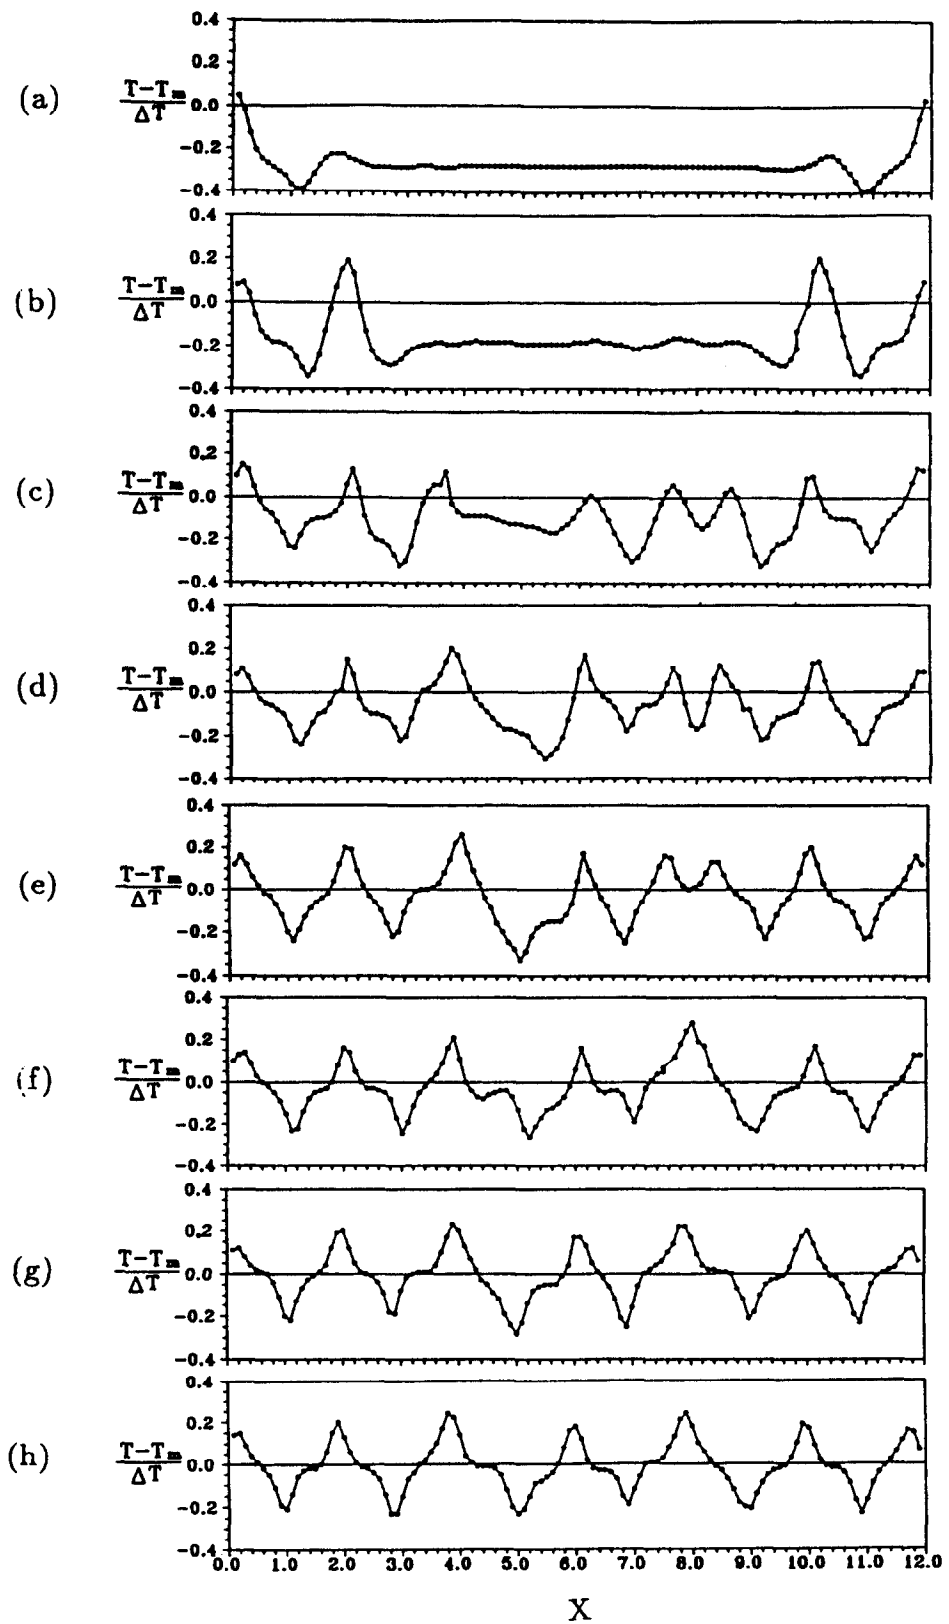 0.4
0.2
(a) T-Tm 0.0
ΔT
-0.2
-0.4
0.4
0.2
(b) T-Tm 0.0
ΔT
-0.2
-0.4
0.4
0.2
(c) T-Tm 0.0
ΔT
-0.2
-0.4
0.4
0.2
(d) T-Tm 0.0
ΔT
-0.2
-0.4
0.4
0.2
(e) T-Tm 0.0
ΔT
-0.2
-0.4
0.4
0.2
(f) T-Tm 0.0
ΔT
-0.2
-0.4
0.4
0.2
(g) T-Tm 0.0
ΔT
-0.2
-0.4
0.4
0.2
(h) T-Tm 0.0
ΔT
-0.2
-0.4
0.0 1.0 2.0 3.0 4.0 5.0 6.0 7.0 8.0 9.0 10.0 11.0 12.0
X